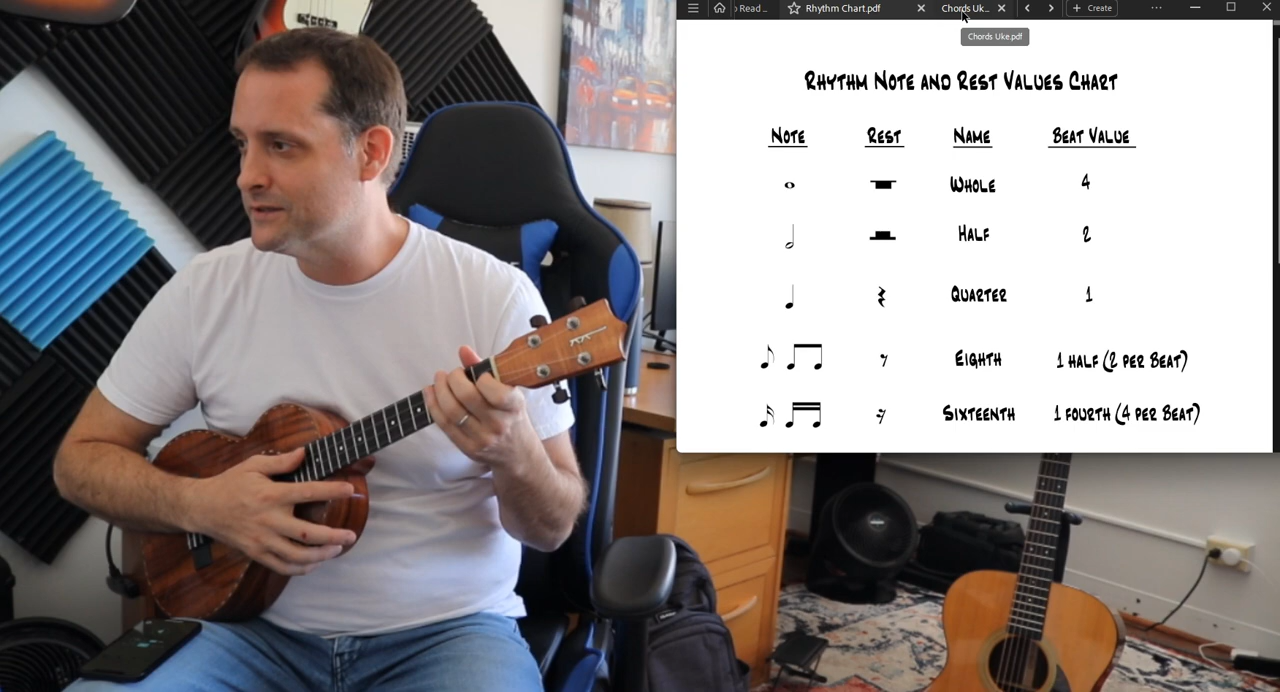 Read ...
Rhythm Chart.pdf
Chords Uk...
Create
Chords Uke.pdf
Rhythm Note and Rest Values Chart
Note Rest Name Beat Value
Whole 4
Half 2
Quarter 1
Eighth 1 half (2 per Beat)
Sixteenth 1 fourth (4 per Beat)